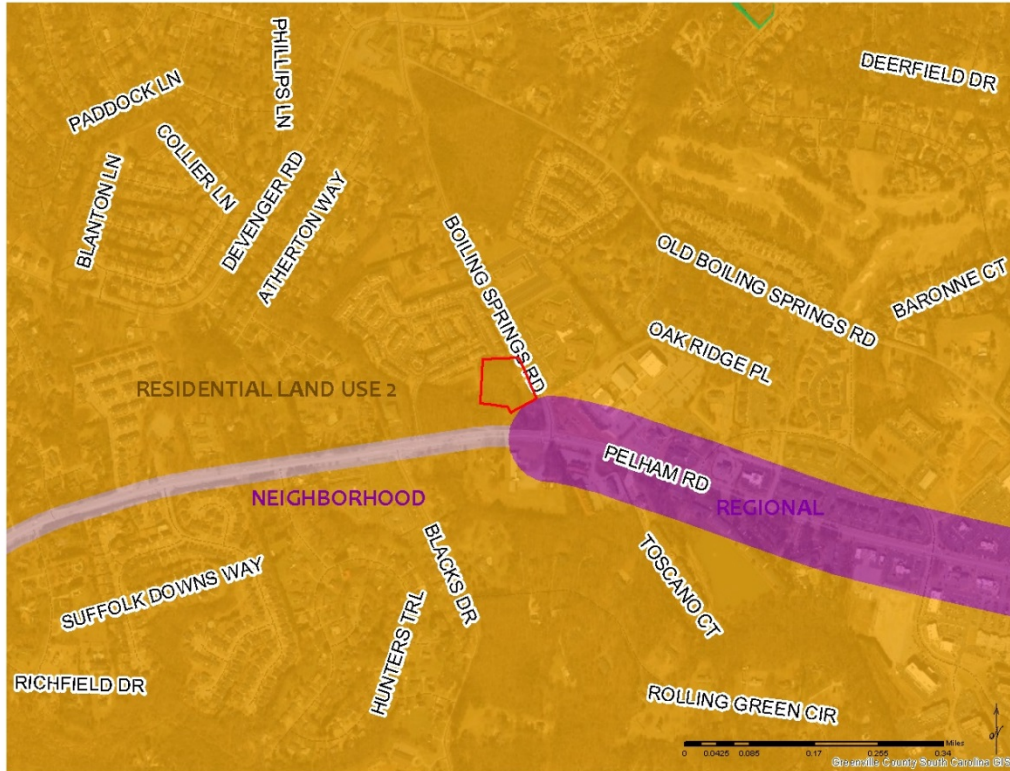 PHILLIPS LN
DEERFIELD DR
PADDOCK LN
COLLIER LN
BLANTON LN
DEVENGER RD
ATHERTON WAY
BOILING SPRINGS RD
OLD BOILING SPRINGS RD
BARONNE CT
OAK RIDGE PL
RESIDENTIAL LAND USE 2
PELHAM RD
NEIGHBORHOOD
REGIONAL
BLACKS DR
TOSCANO CT
SUFFOLK DOWNS WAY
HUNTERS TRL
RICHFIELD DR
ROLLING GREEN CIR
Miles
0 0.0425 0.085 0.17 0.255 0.34
Greenville County South Carolina GIS